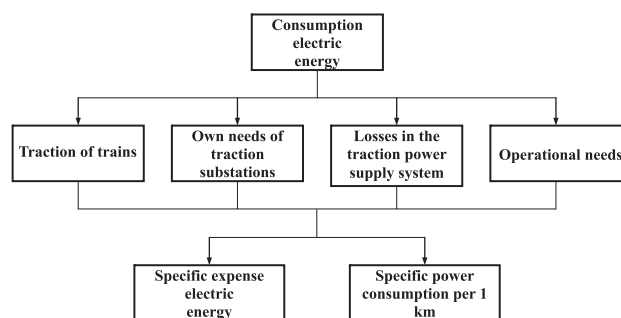 Consumption
electric
energy
Traction of trains
Own needs of
traction
substations
Losses in the
traction power
supply system
Operational needs
Specific expense
electric
energy
Specific power
consumption per 1
km